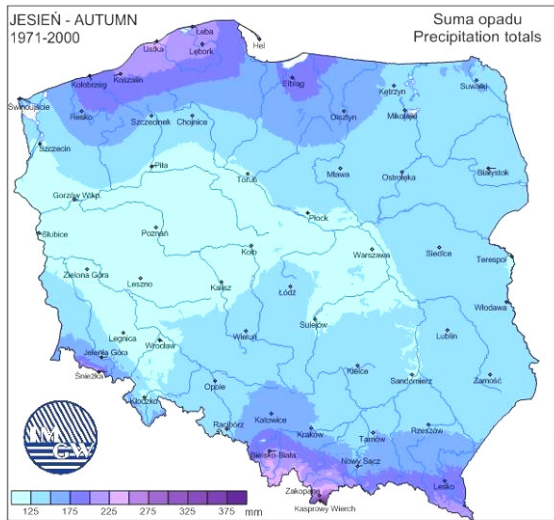 JESIEŃ - AUTUMN
1971-2000
Suma opadu
Precipitation totals
Łeba
Ustka
Lębork
Hel
Koszalin
Kołobrzeg
Elbląg
Kętrzyn
Suwałki
Świnoujście
Resko
Szczecinek
Chojnice
Olsztyn
Mikołajki
Szczecin
Piła
Toruń
Mława
Ostrołęka
Białystok
Gorzów Wlkp.
Płock
Słubice
Poznań
Koło
Warszawa
Siedlce
Terespol
Zielona Góra
Leszno
Kalisz
Łódź
Włodawa
Sulejów
Legnica
Wrocław
Wieluń
Lublin
Jelenia Góra
Śnieżka
Kielce
Sandomierz
Zamość
Opole
Kłodzko
Katowice
Racibórz
Kraków
Tarnów
Rzeszów
Bielsko-Biała
Nowy Sącz
Lesko
Zakopane
Kasprowy Wierch
IMGW
125 175 225 275 325 375 mm